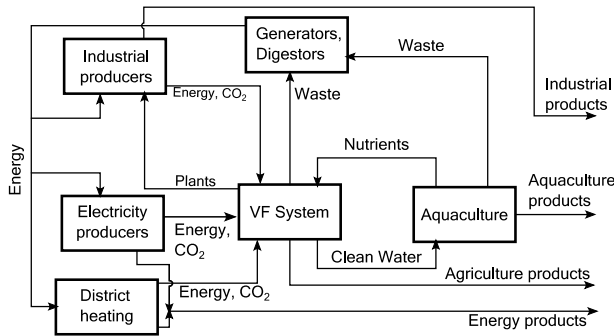 Industrial
producers
Generators,
Digestors
Waste
Energy, CO₂
Waste
Industrial
products
Energy
Plants
Nutrients
Electricity
producers
Energy,
CO₂
VF System
Aquaculture
Aquaculture
products
Clean Water
Agriculture products
District
heating
Energy, CO₂
Energy products